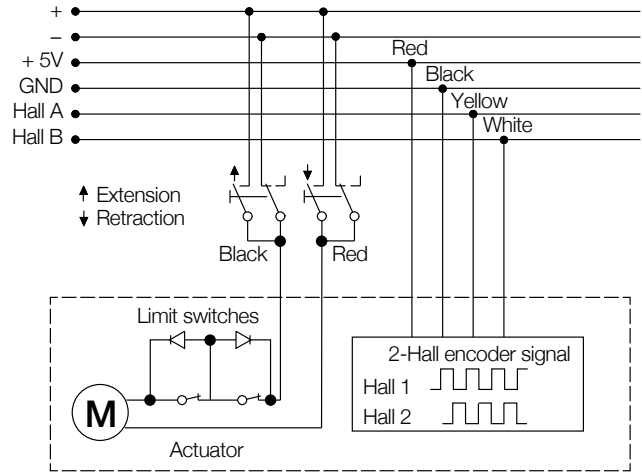 +
–
+ 5V
GND
Hall A
Hall B
Red
Black
Yellow
White
Extension
Retraction
Black
Red
Limit switches
M
Actuator
2-Hall encoder signal
Hall 1
Hall 2